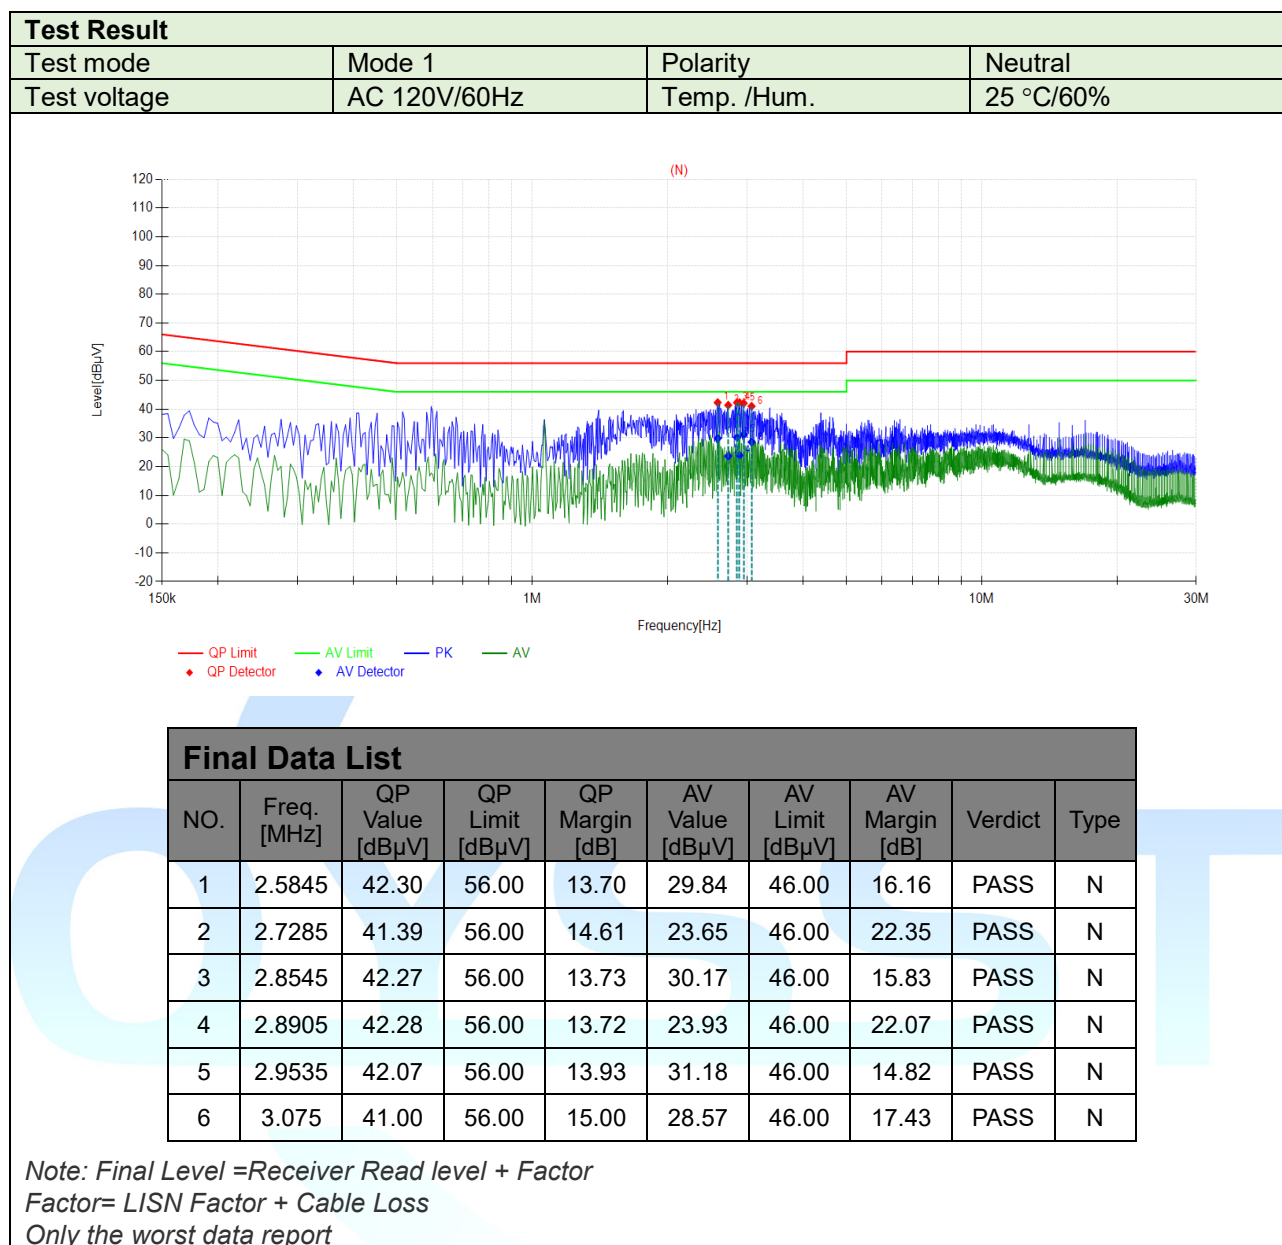 Test Result
Test mode Mode 1 Polarity Neutral
Test voltage AC 120V/60Hz Temp. /Hum. 25 °C/60%
(N)
120
110
100
90
80
70
60
50
40
30
20
10
0
-10
-20
Level[dBµV]
1 2 3 4 5 6
150k 1M 10M 30M
Frequency[Hz]
QP Limit AV Limit PK AV
QP Detector AV Detector
Final Data List
NO. Freq. [MHz] QP Value [dBµV] QP Limit [dBµV] QP Margin [dB] AV Value [dBµV] AV Limit [dBµV] AV Margin [dB] Verdict Type
1 2.5845 42.30 56.00 13.70 29.84 46.00 16.16 PASS N
2 2.7285 41.39 56.00 14.61 23.65 46.00 22.35 PASS N
3 2.8545 42.27 56.00 13.73 30.17 46.00 15.83 PASS N
4 2.8905 42.28 56.00 13.72 23.93 46.00 22.07 PASS N
5 2.9535 42.07 56.00 13.93 31.18 46.00 14.82 PASS N
6 3.075 41.00 56.00 15.00 28.57 46.00 17.43 PASS N
Note: Final Level =Receiver Read level + Factor
Factor= LISN Factor + Cable Loss
Only the worst data report